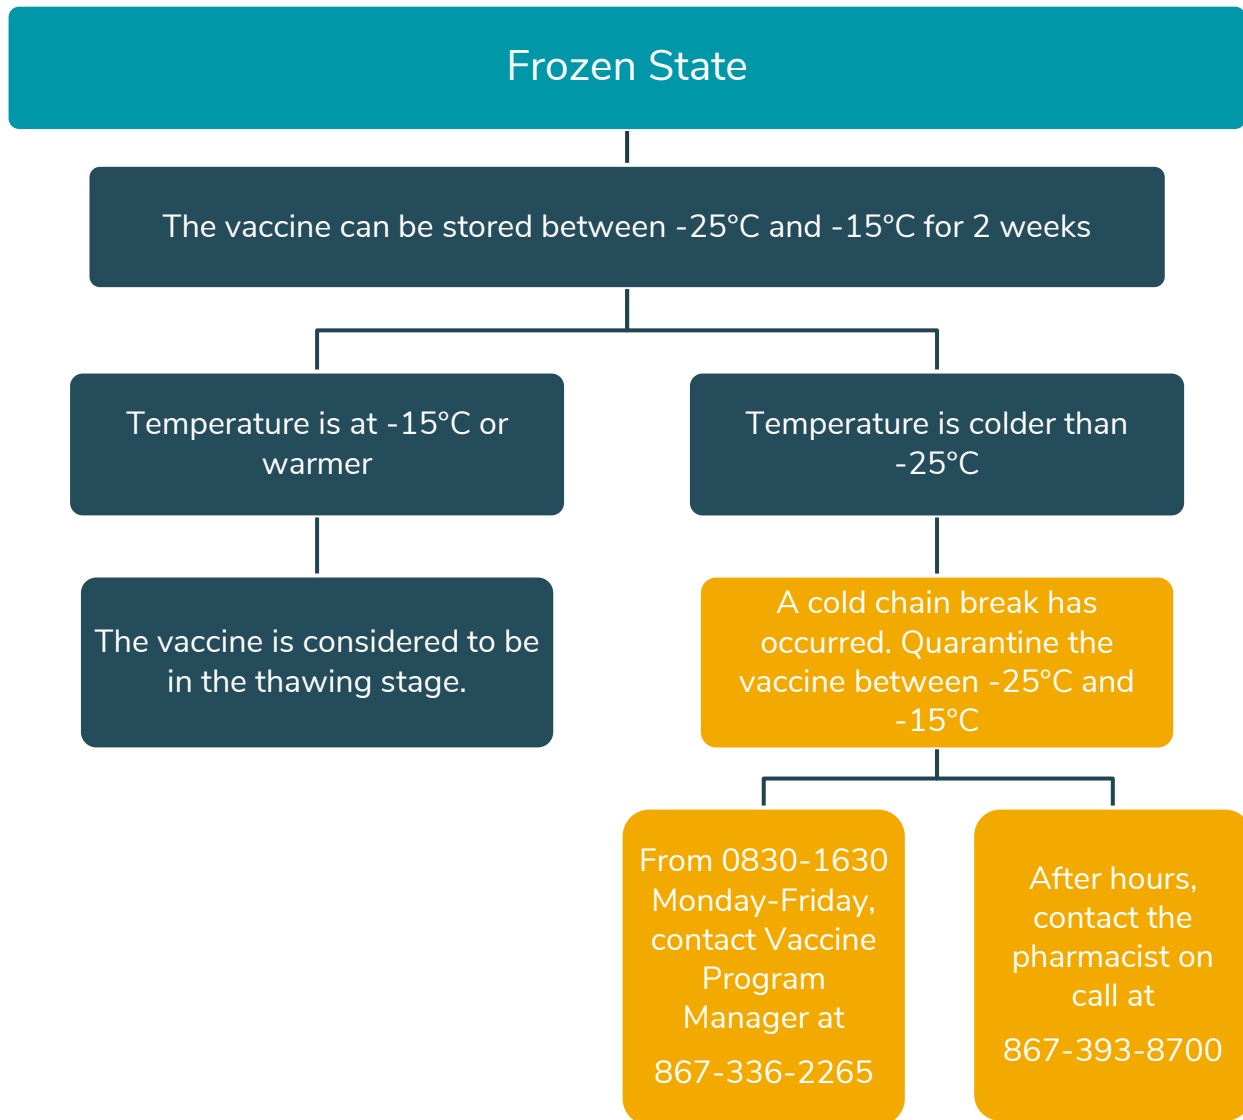 Frozen State
The vaccine can be stored between -25°C and -15°C for 2 weeks
Temperature is at -15°C or
warmer
Temperature is colder than
-25°C
The vaccine is considered to be
in the thawing stage.
A cold chain break has
occurred. Quarantine the
vaccine between -25°C and
-15°C
From 0830-1630
Monday-Friday,
contact Vaccine
Program
Manager at
867-336-2265
After hours,
contact the
pharmacist on
call at
867-393-8700